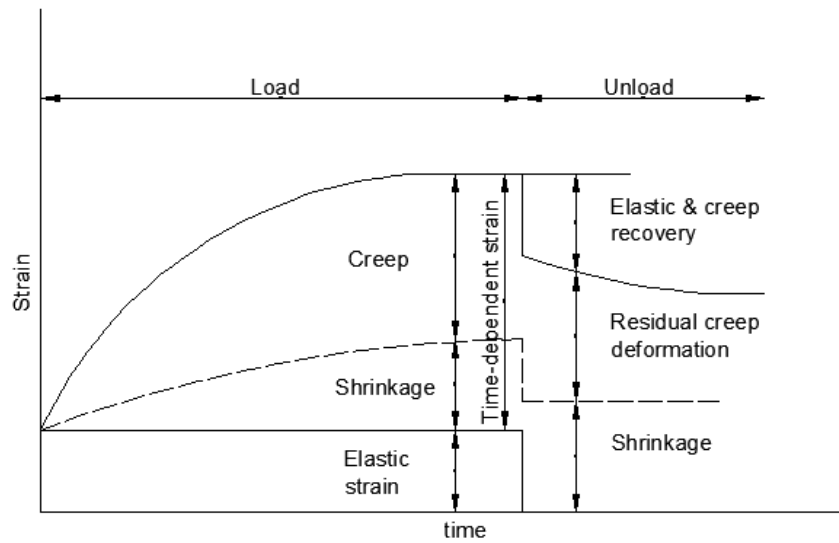 Load
Unload
Strain
Creep
Time-dependent strain
Elastic & creep
recovery
Shrinkage
Residual creep
deformation
Elastic
strain
Shrinkage
time